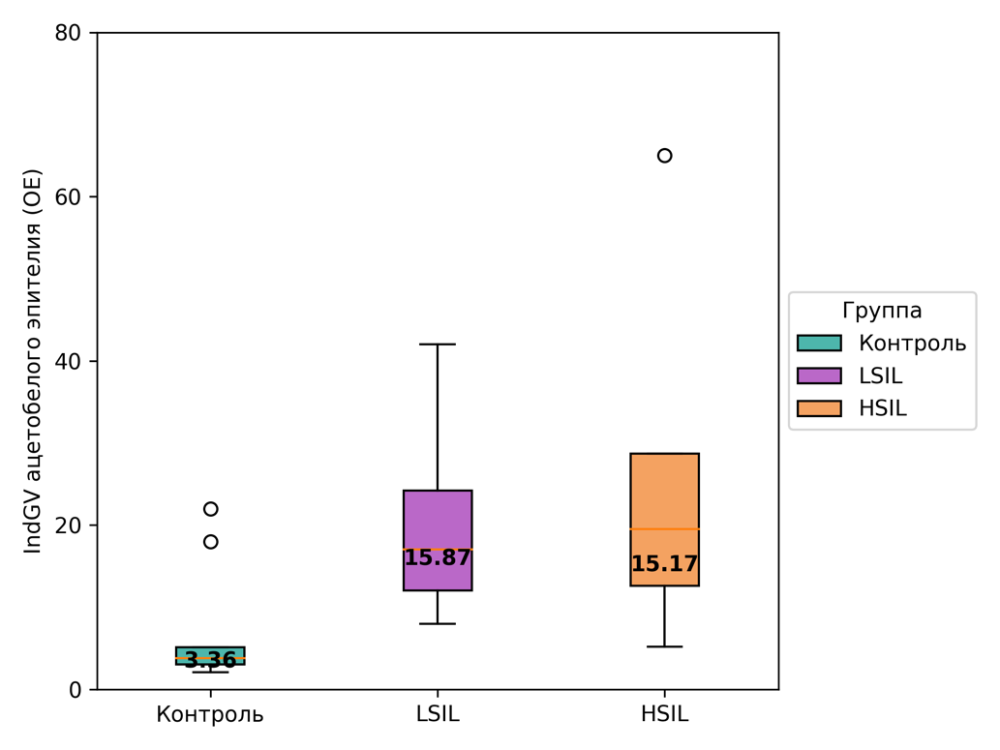 80
60
40
20
0
IndGV ацетобелого эпителия (ОЕ)
3.36
15.87
15.17
Контроль
LSIL
HSIL
Группа
Контроль
LSIL
HSIL